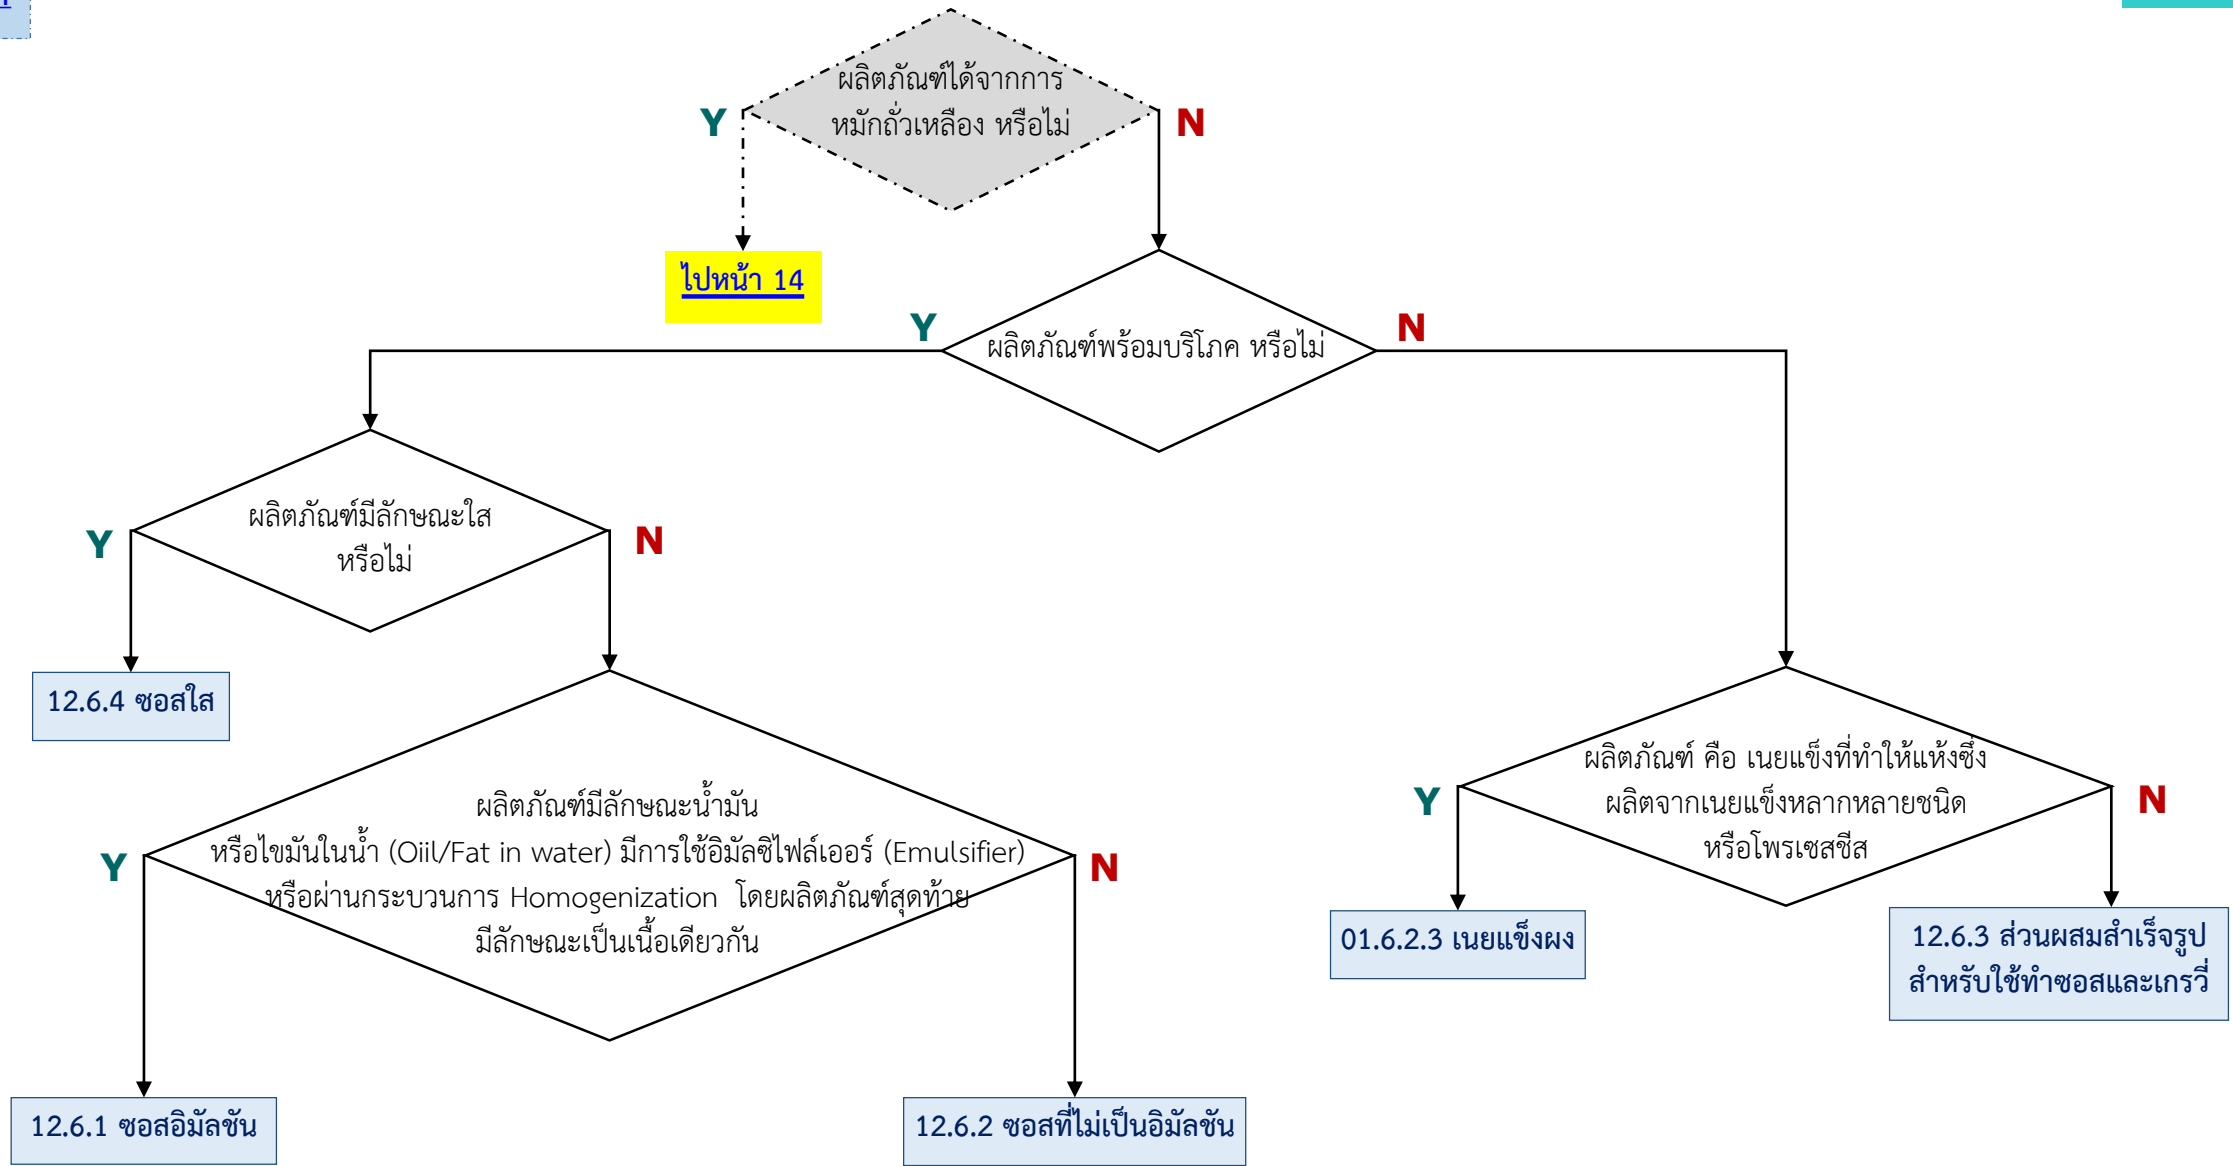 ผลิตภัณฑ์ได้จากการ
หมักถั่วเหลือง หรือไม่
Y
N
ไปหน้า 14
ผลิตภัณฑ์พร้อมบริโภค หรือไม่
Y
N
ผลิตภัณฑ์มีลักษณะใส
หรือไม่
Y
N
12.6.4 ซอสใส
ผลิตภัณฑ์มีลักษณะน้ำมัน
หรือไขมันในน้ำ (Oiil/Fat in water) มีการใช้อิมัลซิไฟล์เออร์ (Emulsifier)
หรือผ่านกระบวนการ Homogenization โดยผลิตภัณฑ์สุดท้าย
มีลักษณะเป็นเนื้อเดียวกัน
Y
N
ผลิตภัณฑ์ คือ เนยแข็งที่ทำให้แห้งซึ่ง
ผลิตจากเนยแข็งหลากหลายชนิด
หรือโพรเซสชีส
Y
N
01.6.2.3 เนยแข็งผง
12.6.3 ส่วนผสมสำเร็จรูป
สำหรับใช้ทำซอสและเกรวี่
12.6.1 ซอสอิมัลชัน
12.6.2 ซอสที่ไม่เป็นอิมัลชัน